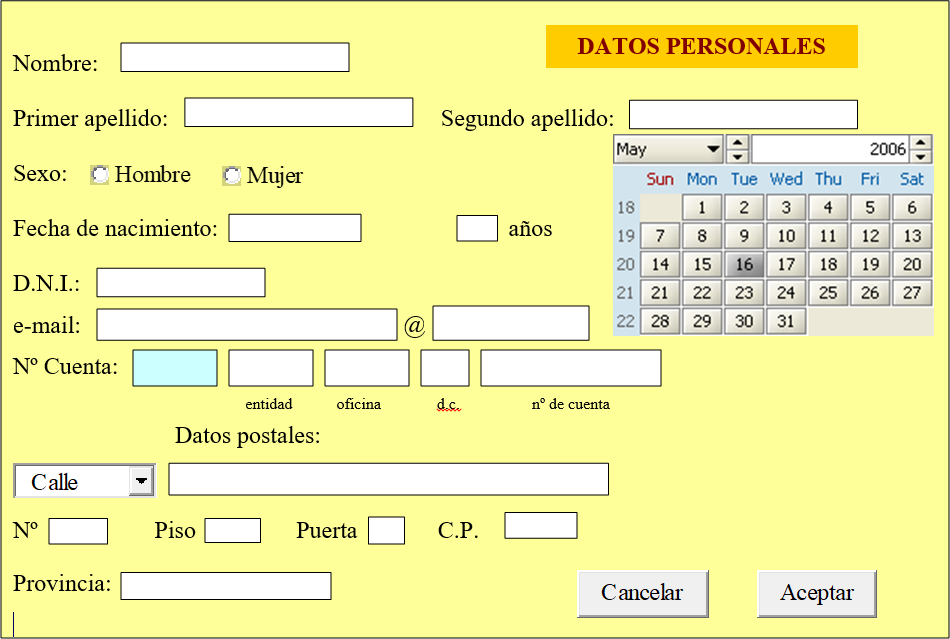 DATOS PERSONALES
Nombre:
Primer apellido: Segundo apellido:
May 2006
Sun Mon Tue Wed Thu Fri Sat
18 1 2 3 4 5 6
19 7 8 9 10 11 12 13
20 14 15 16 17 18 19 20
21 21 22 23 24 25 26 27
22 28 29 30 31
Sexo: Hombre Mujer
Fecha de nacimiento: años
D.N.I.:
e-mail: @
Nº Cuenta:
entidad oficina d.c. nº de cuenta
Datos postales:
Calle
Nº Piso Puerta C.P.
Provincia:
Cancelar Aceptar